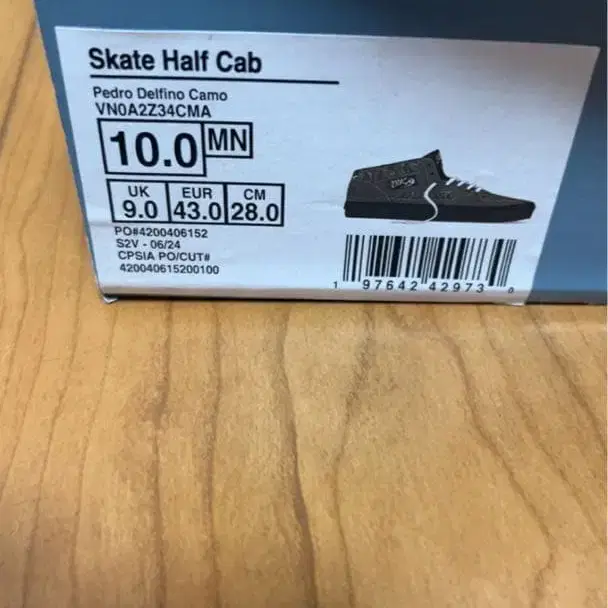 Skate Half Cab
Pedro Delfino Camo
VN0A2Z34CMA
10.0 MN
UK EUR CM
9.0 43.0 28.0
PO#4200406152
S2V - 06/24
CPSIA PO/CUT#
420040615200100
1 97642 42973 0